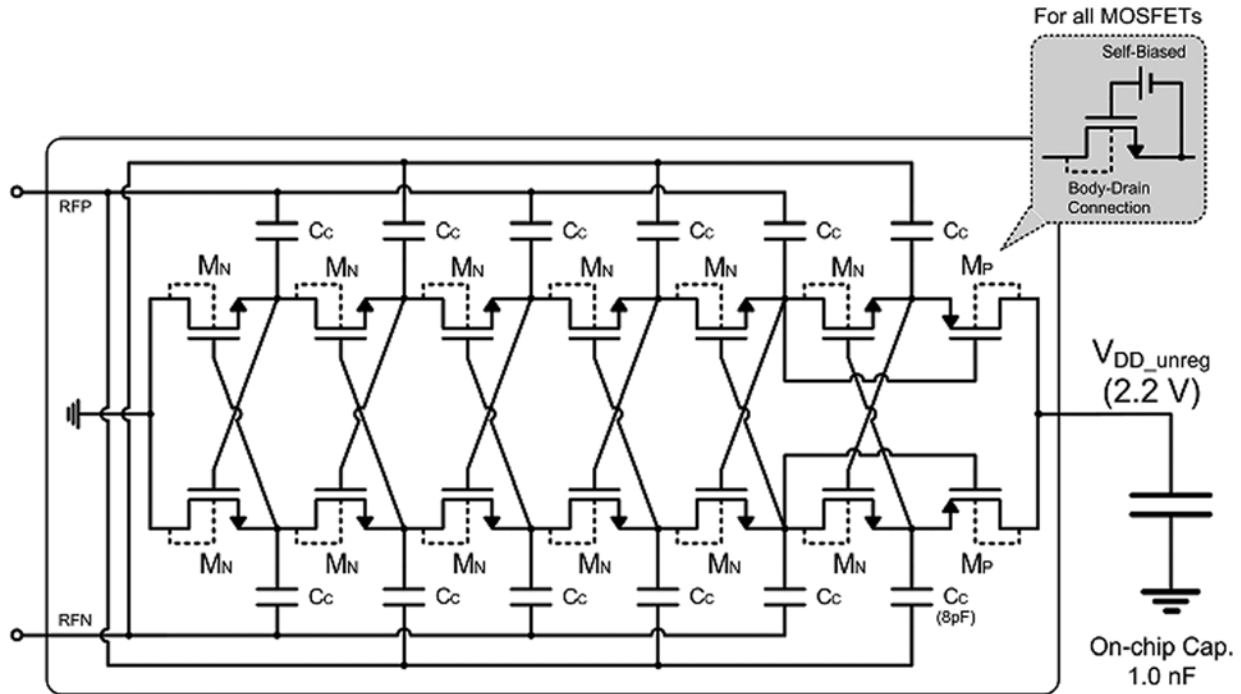 For all MOSFETs
Self-Biased
Body-Drain
Connection
RFP
Cc Cc Cc Cc Cc Cc
MN MN MN MN MN MN MP
VDD_unreg
(2.2 V)
MN MN MN MN MN MN MP
Cc Cc Cc Cc Cc Cc
(8pF)
RFN
On-chip Cap.
1.0 nF